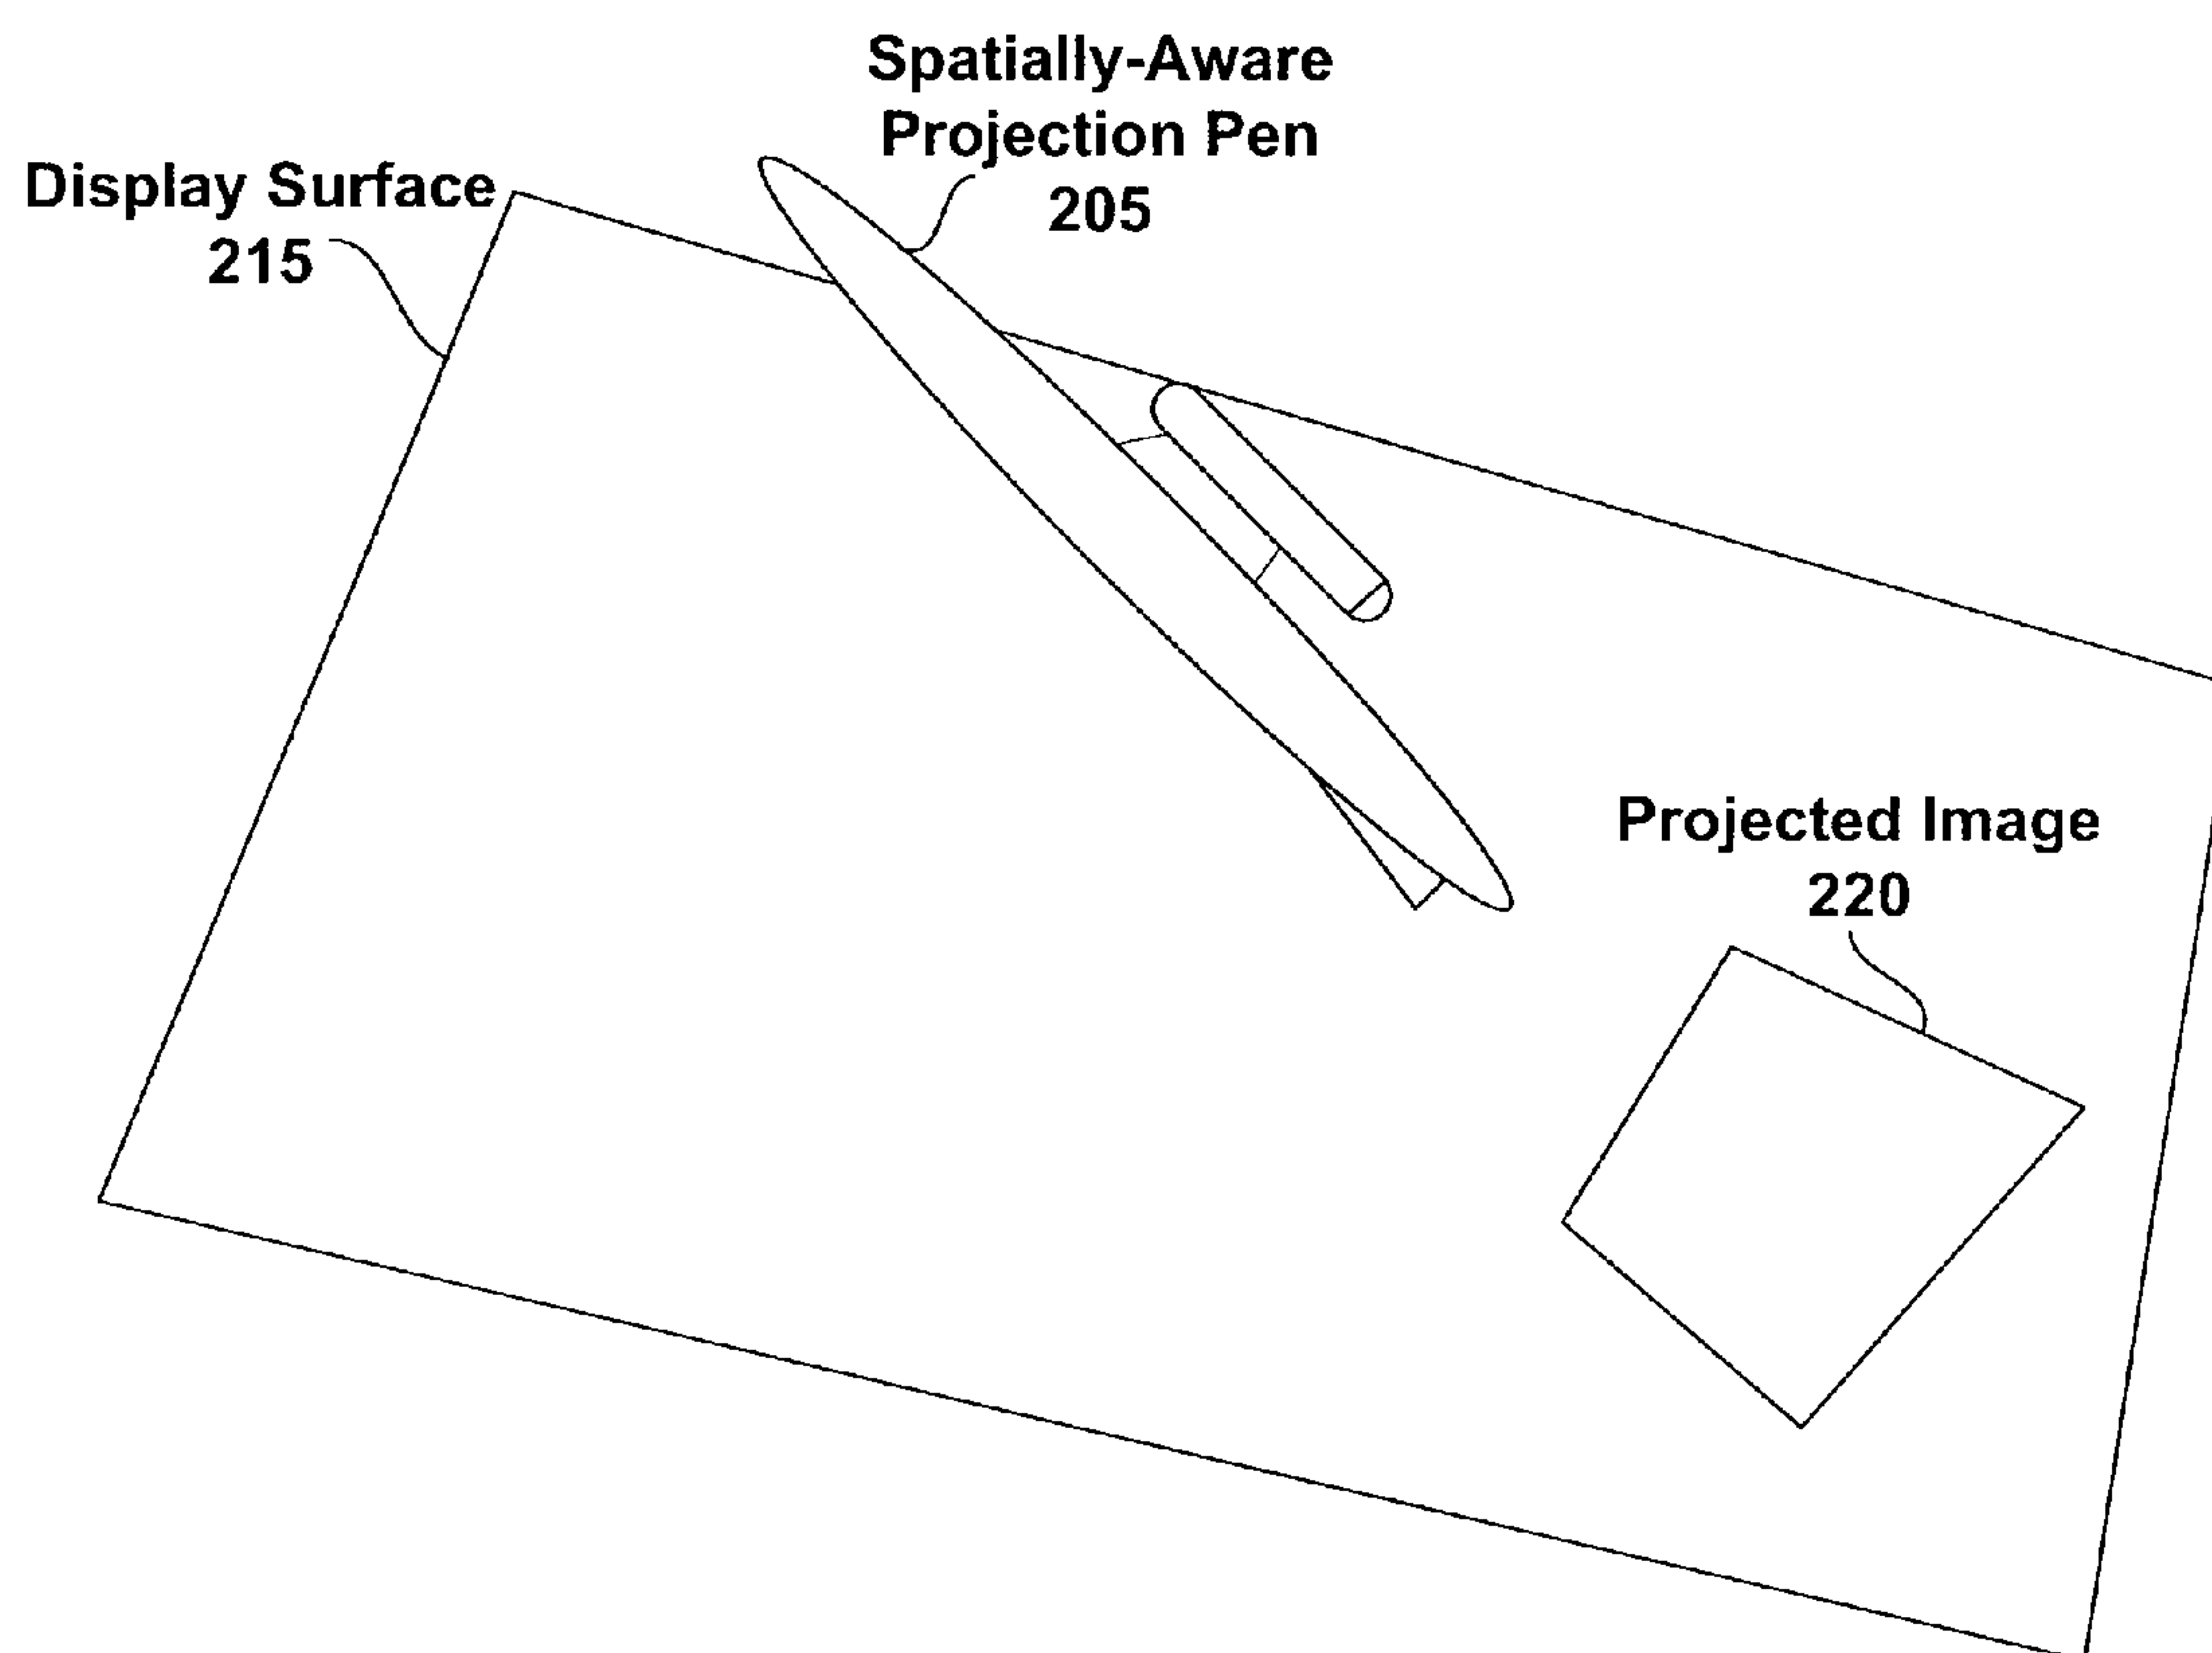 Spatially-Aware
Projection Pen
205
Display Surface
215
Projected Image
220